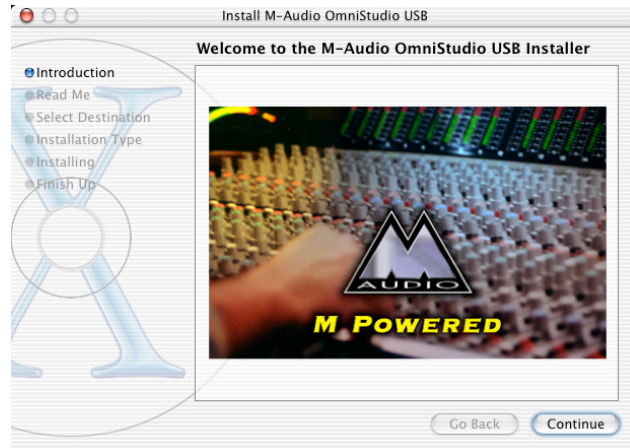 Install M-Audio OmniStudio USB
Welcome to the M-Audio OmniStudio USB Installer
Introduction
Read Me
Select Destination
Installation Type
Installing
Finish Up
M
AUDIO
M POWERED
Go Back
Continue